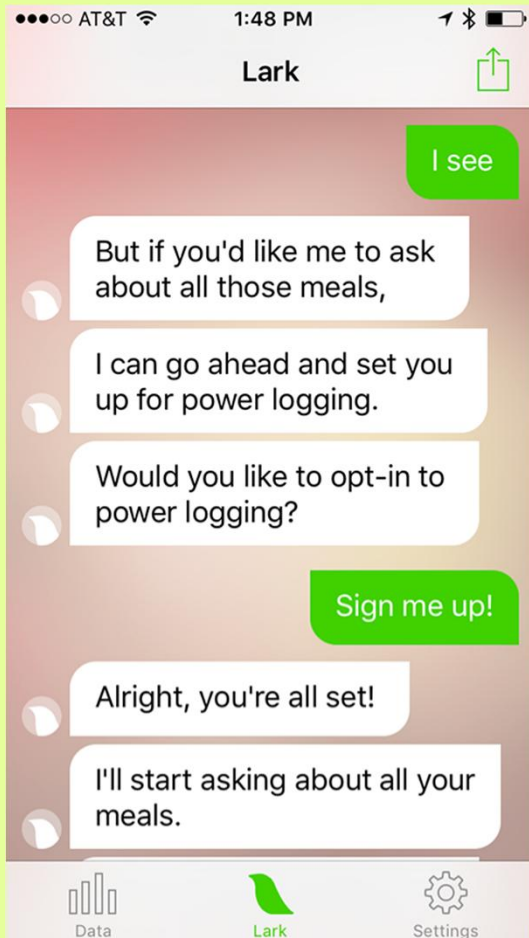 AT&T 1:48 PM
Lark
I see
But if you'd like me to ask
about all those meals,
I can go ahead and set you
up for power logging.
Would you like to opt-in to
power logging?
Sign me up!
Alright, you're all set!
I'll start asking about all your
meals.
Data Lark Settings